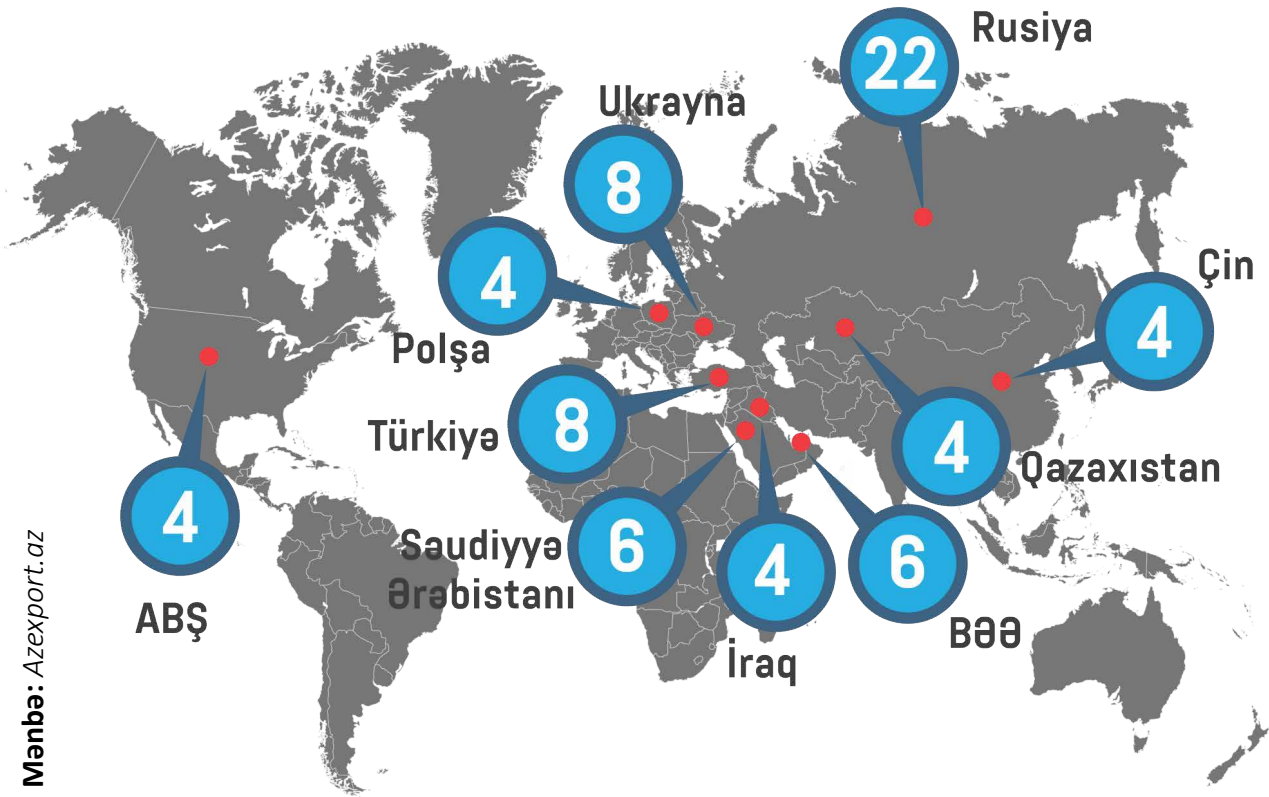 Rusiya
22
Ukrayna
8
4
Polşa
Çin
4
Türkiyə
8
4
Qazaxıstan
4
ABŞ
Səudiyyə
Ərəbistanı
6
4
İraq
6
BƏƏ
Mənbə: Azexport.az